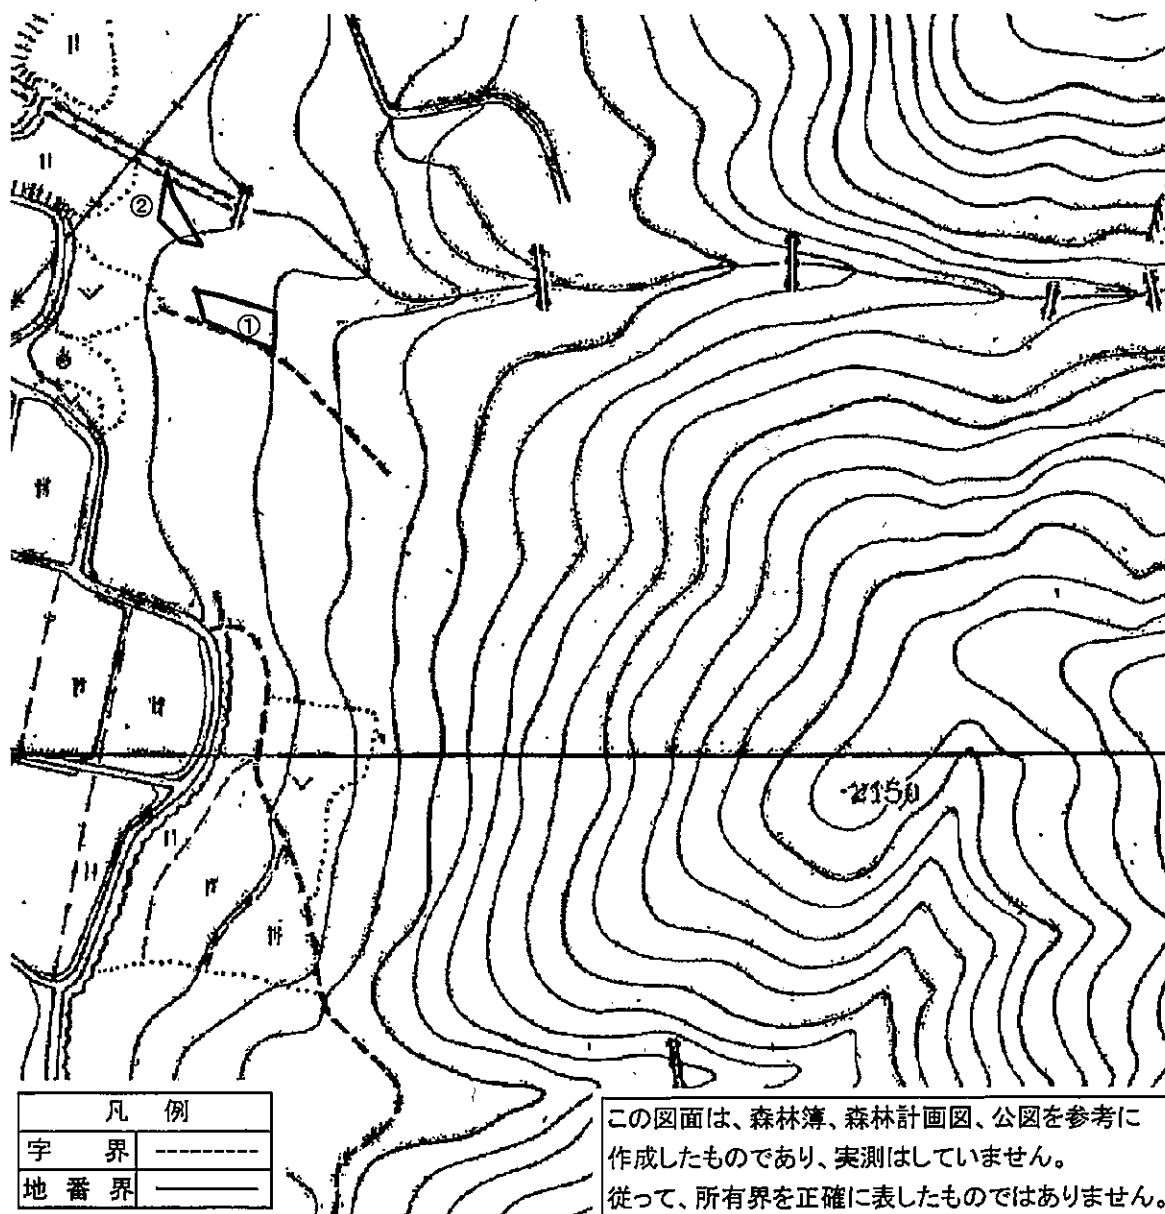 ②
①
凡 例
字 界
地 番 界
この図面は、森林簿、森林計画図、公図を参考に
作成したものであり、実測はしていません。
従って、所有界を正確に表したものではありません。